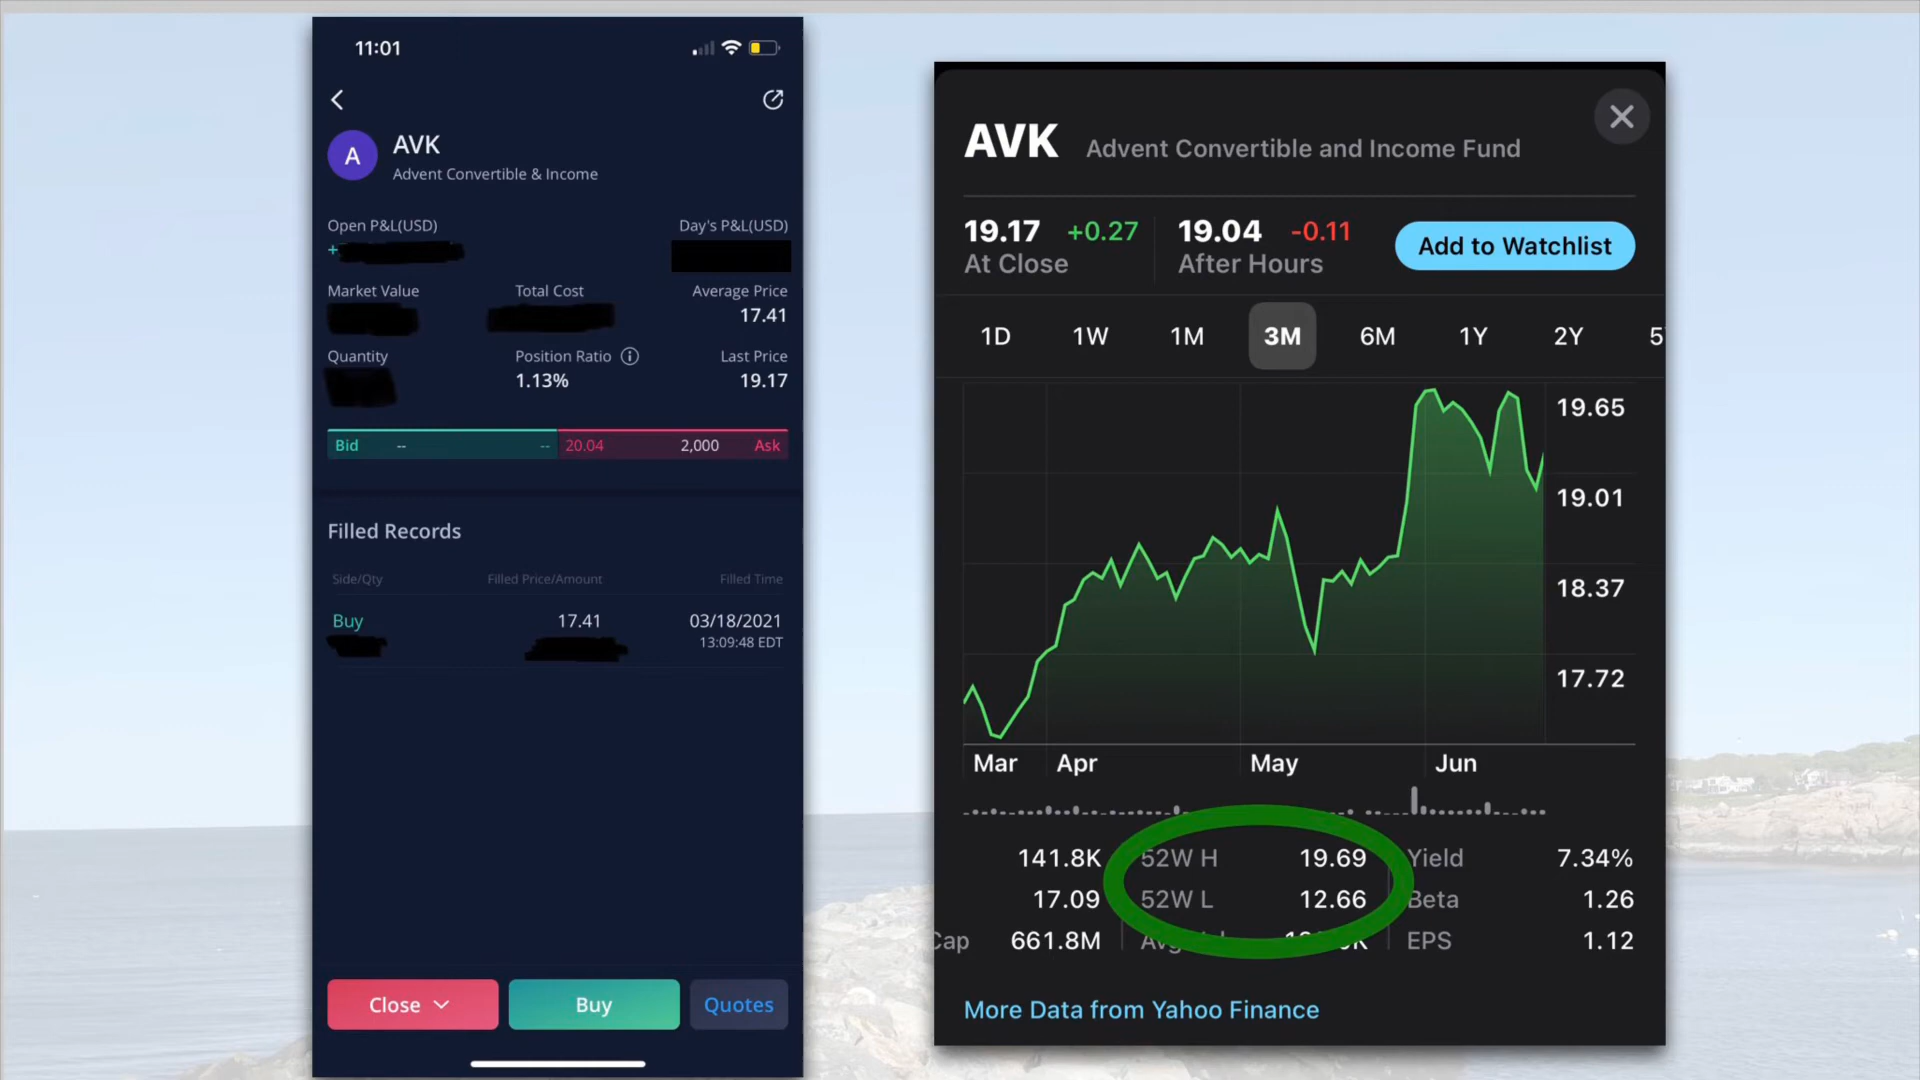 11:01
A
AVK
Advent Convertible & Income
Open P&L(USD)
Day's P&L(USD)
+
Market Value
Total Cost
Average Price
17.41
Quantity
Position Ratio
Last Price
1.13%
19.17
Bid -- -- 20.04 2,000 Ask
Filled Records
Side/Qty Filled Price/Amount Filled Time
Buy 17.41 03/18/2021
13:09:48 EDT
Close Buy Quotes
AVK Advent Convertible and Income Fund
19.17 +0.27 19.04 -0.11
At Close After Hours
Add to Watchlist
1D 1W 1M 3M 6M 1Y 2Y 5
19.65
19.01
18.37
17.72
Mar Apr May Jun
141.8K 52W H 19.69 Yield 7.34%
17.09 52W L 12.66 Beta 1.26
Cap 661.8M EPS 1.12
More Data from Yahoo Finance